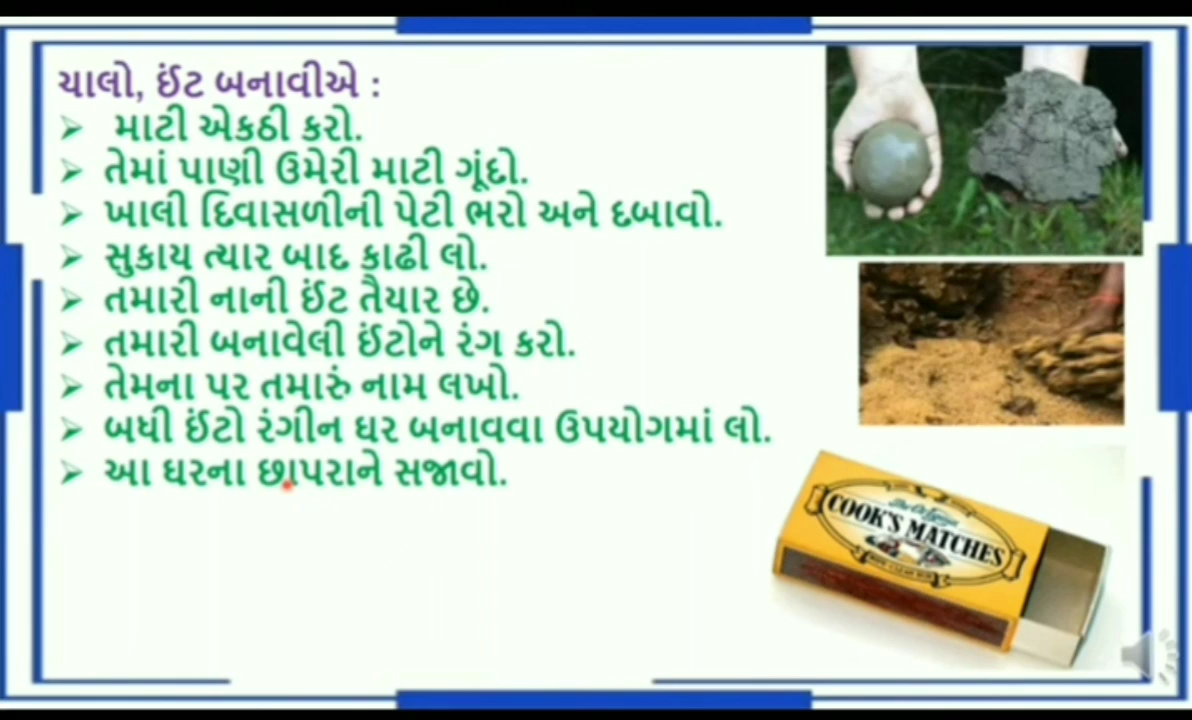 ચાલો, ઈંટ બનાવીએ :
➢ માટી એકઠી કરો.
➢ તેમાં પાણી ઉમેરી માટી ગૂંદો.
➢ ખાલી દિવાસળીની પેટી ભરો અને દબાવો.
➢ સુકાય ત્યાર બાદ કાઢી લો.
➢ તમારી નાની ઈંટ તૈયાર છે.
➢ તમારી બનાવેલી ઈંટોને રંગ કરો.
➢ તેમના પર તમારું નામ લખો.
➢ બધી ઈંટો રંગીન ઘર બનાવવા ઉપયોગમાં લો.
➢ આ ઘરના છાપરાને સજાવો.
COOK'S MATCHES